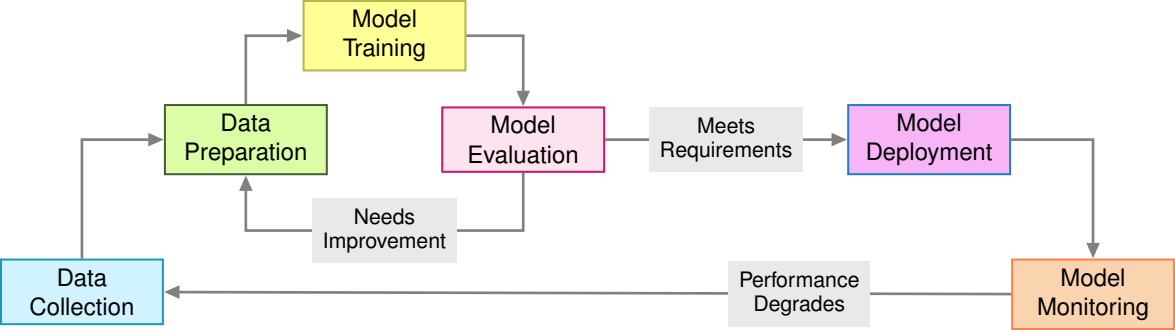 Model
Training
Data
Preparation
Model
Evaluation
Meets
Requirements
Model
Deployment
Needs
Improvement
Data
Collection
Performance
Degrades
Model
Monitoring